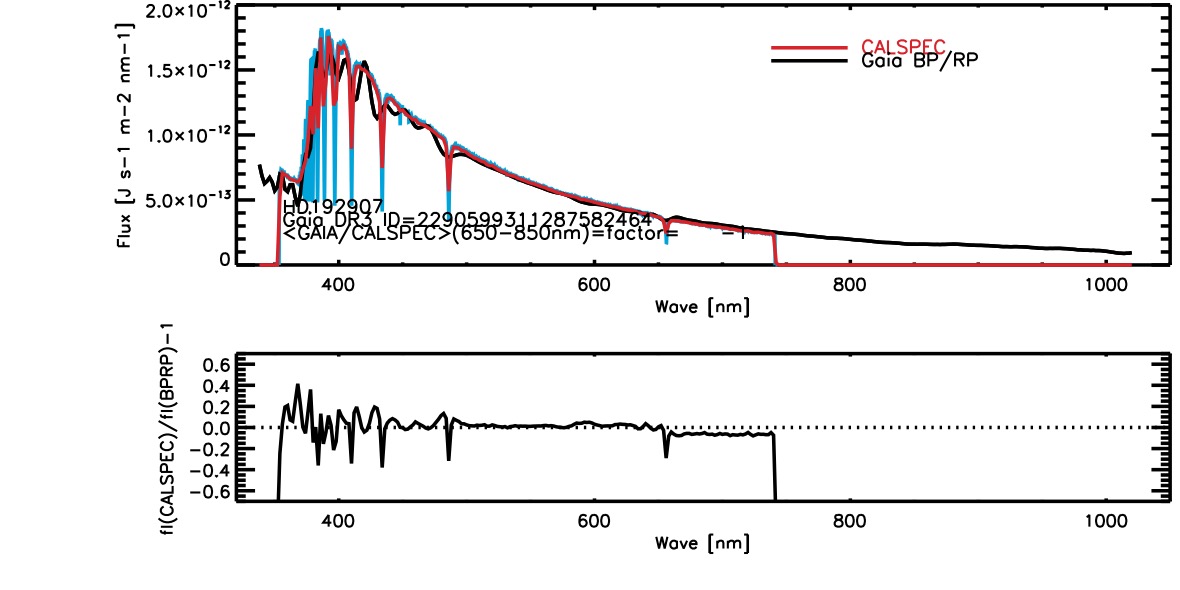 2.0×10−12
1.5×10−12
1.0×10−12
5.0×10−13
0
Flux [J s−1 m−2 nm−1]
CALSPEC
Gaia BP/RP
HD192907
Gaia DR3 ID=2290599311287582464
<GAIA/CALSPEC>(650−850nm)=factor= −1
400 600 800 1000
Wave [nm]
0.6
0.4
0.2
0.0
−0.2
−0.4
−0.6
fl(CALSPEC)/fl(BPRP)−1
400 600 800 1000
Wave [nm]